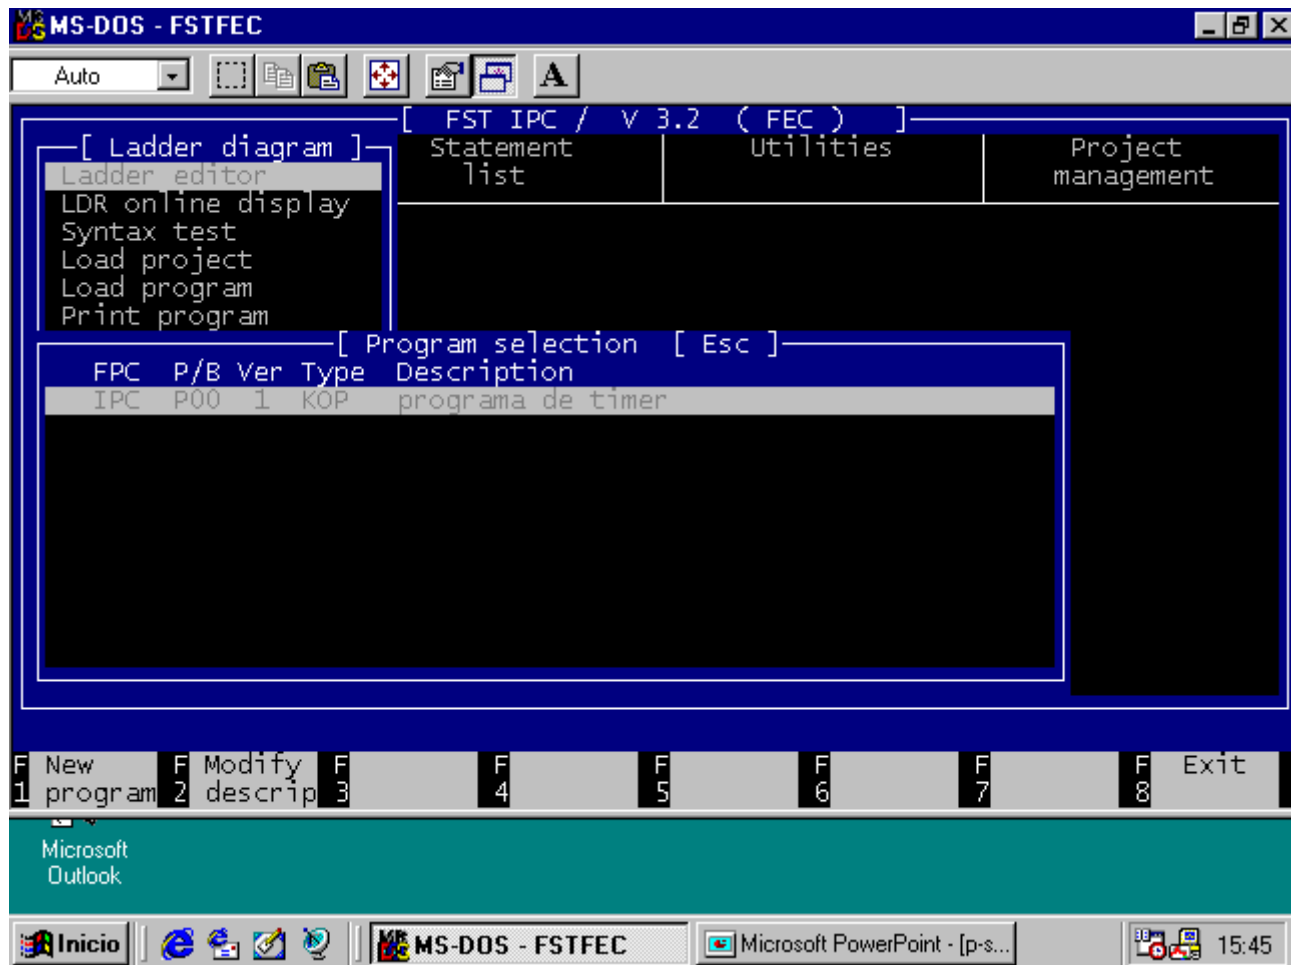 MS-DOS - FSTFEC
Auto
A
[ FST IPC / V 3.2 ( FEC ) ]
[ Ladder diagram ]
Statement list
Utilities
Project management
Ladder editor
LDR online display
Syntax test
Load project
Load program
Print program
[ Program selection [ Esc ]
FPC P/B Ver Type Description
IPC P00 1 KOP programa de timer
F1 New program
F2 Modify descrip
F3
F4
F5
F6
F7
F8 Exit
Microsoft
Outlook
Inicio
MS-DOS - FSTFEC
Microsoft PowerPoint - [p-s...
15:45